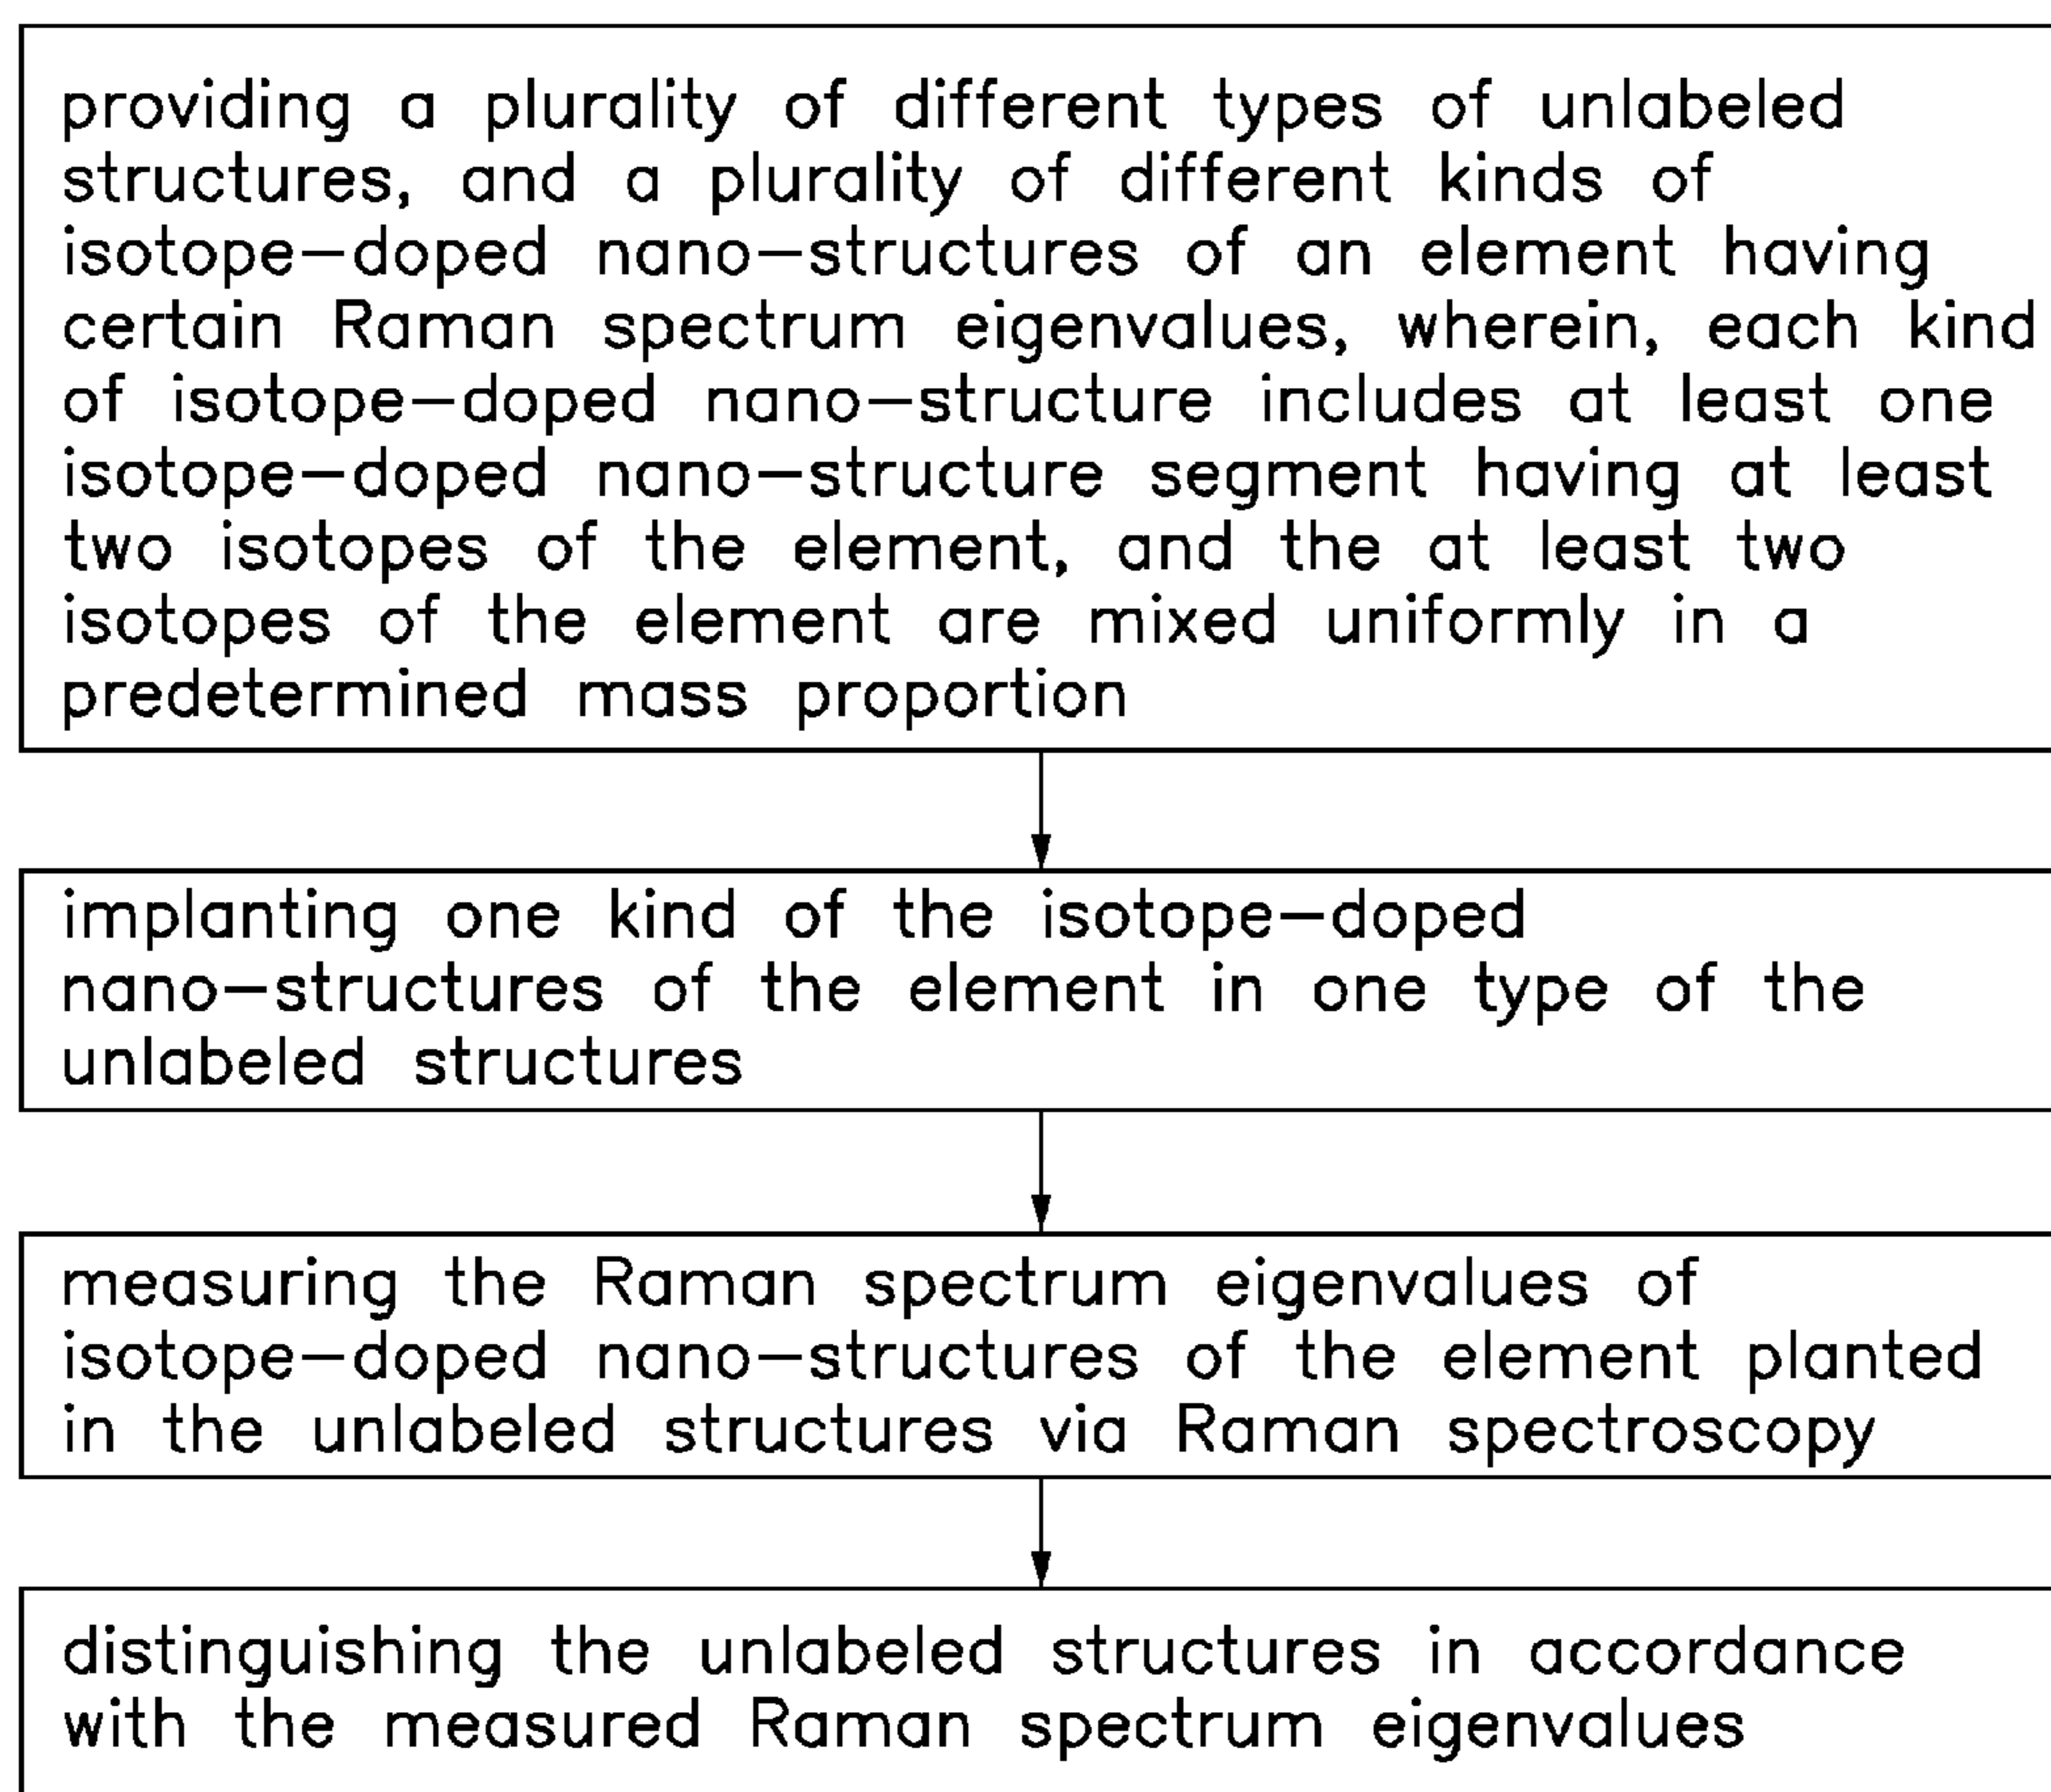 providing a plurality of different types of unlabeled
structures, and a plurality of different kinds of
isotope—doped nano—structures of an element having
certain Raman spectrum eigenvalues, wherein, each kind
of isotope—doped nano—structure includes at least one
isotope—doped nano—structure segment having at least
two isotopes of the element, and the at least two
isotopes of the element are mixed uniformly in a
predetermined mass proportion
implanting one kind of the isotope—doped
nano—structures of the element in one type of the
unlabeled structures
measuring the Raman spectrum eigenvalues of
isotope—doped nano—structures of the element planted
in the unlabeled structures via Raman spectroscopy
distinguishing the unlabeled structures in accordance
with the measured Raman spectrum eigenvalues